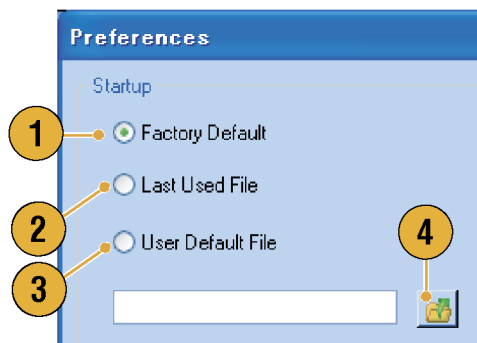 Preferences
Startup
1
Factory Default
2
Last Used File
3
User Default File
4